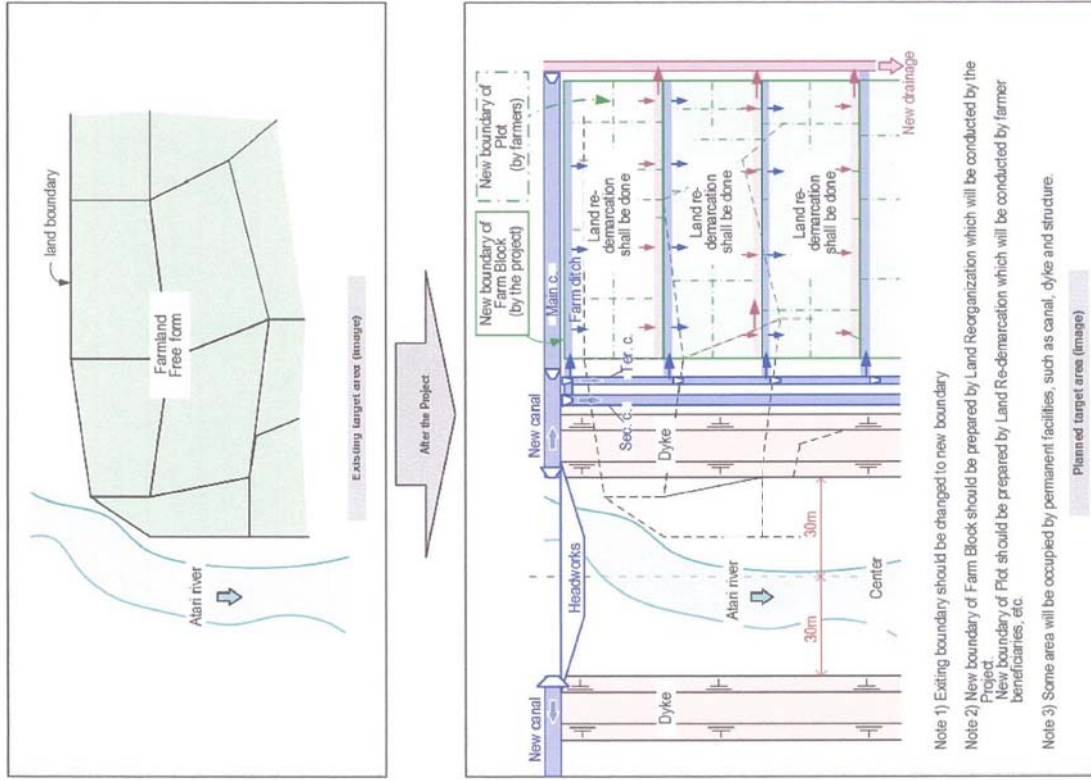 land boundary
Farmland
Free form
Atari river
Existing target area (image)
After the Project
New boundary of
Farm Block
(by the project)
New boundary of
Plot
(by farmers)
New canal
Headworks
New canal
Main c.
Farm ditch
Sec. c.
Ter. c.
Dyke
Dyke
Land re-
demarcation
shall be done
Land re-
demarcation
shall be done
Land re-
demarcation
shall be done
30m
30m
Atari river
Center
New drainage
Note 1) Exiting boundary should be changed to new boundary
Note 2) New boundary of Farm Block should be prepared by Land Reorganization which will be conducted by the
Project.
New boundary of Plot should be prepared by Land Re-demarcation which will be conducted by farmer
beneficiaries, etc.
Note 3) Some area will be occupied by permanent facilities, such as canal, dyke and structure.
Planned target area (image)